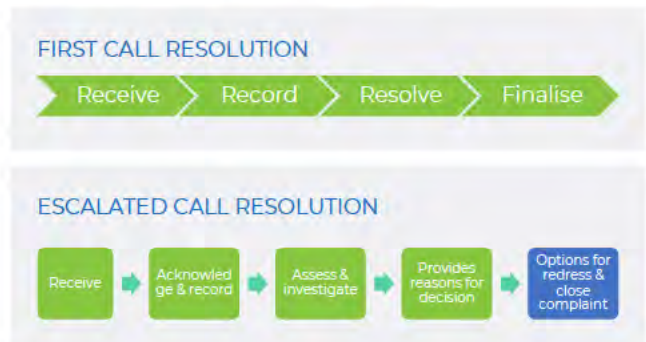 FIRST CALL RESOLUTION
Receive
Record
Resolve
Finalise
ESCALATED CALL RESOLUTION
Receive
Acknowled
ge & record
Assess &
investigate
Provides
reasons for
decision
Options for
redress &
close
complaint